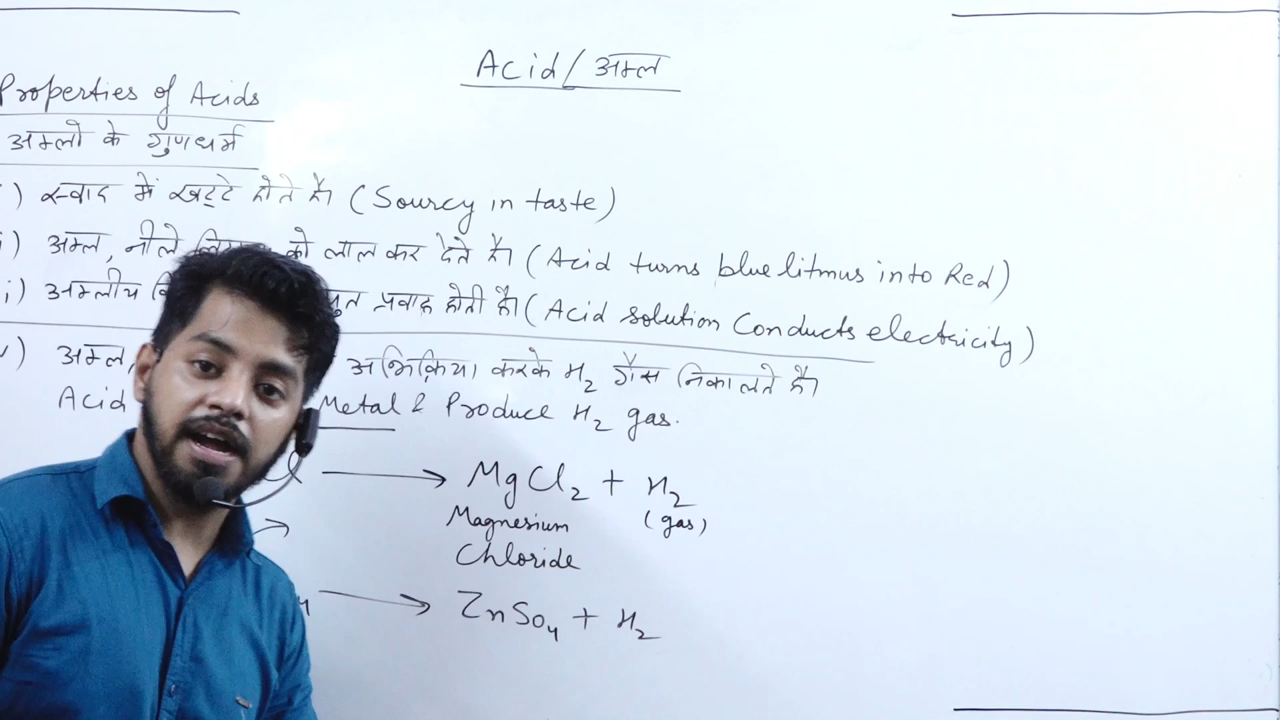 Acid / अम्ल
Properties of Acids
अम्लो के गुणधर्म
) स्वाद में खट्टे होते हैं। (Sourcy in taste)
i) अम्ल, नीले को लाल कर देते हैं। (Acid turns blue litmus into Red)
i) अम्लीय प्रवाह होती है। (Acid solution Conducts electricity)
v) अम्ल, अभिक्रिया करके H₂ गैस निकालते हैं।
Acid Metal & Produce H₂ gas.
→ MgCl₂ + H₂
Magnesium (gas)
Chloride
→ ZnSo₄ + H₂